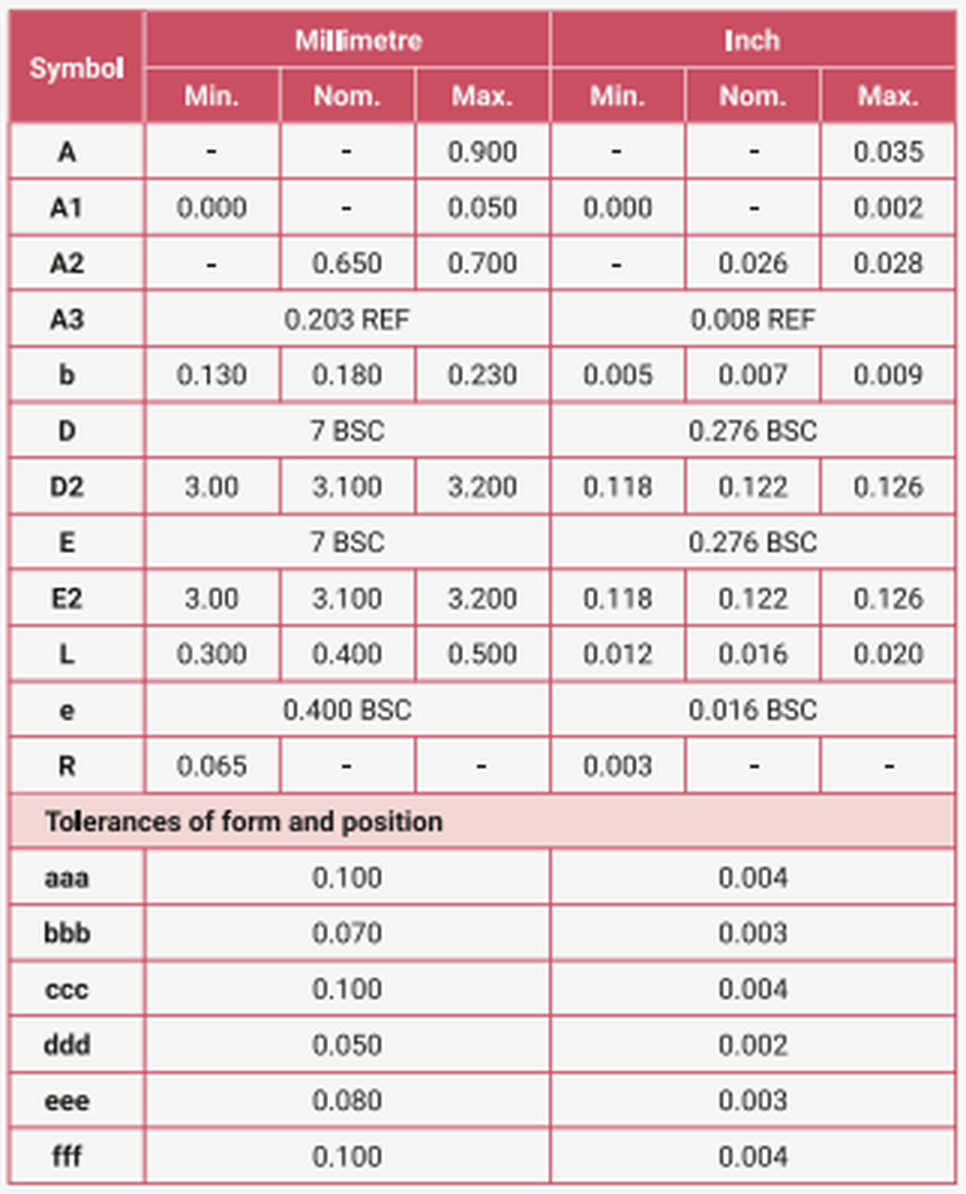 Symbol Millimetre Inch
Min. Nom. Max. Min. Nom. Max.
A - - 0.900 - - 0.035
A1 0.000 - 0.050 0.000 - 0.002
A2 - 0.650 0.700 - 0.026 0.028
A3 0.203 REF 0.008 REF
b 0.130 0.180 0.230 0.005 0.007 0.009
D 7 BSC 0.276 BSC
D2 3.00 3.100 3.200 0.118 0.122 0.126
E 7 BSC 0.276 BSC
E2 3.00 3.100 3.200 0.118 0.122 0.126
L 0.300 0.400 0.500 0.012 0.016 0.020
e 0.400 BSC 0.016 BSC
R 0.065 - - 0.003 - -
Tolerances of form and position
aaa 0.100 0.004
bbb 0.070 0.003
ccc 0.100 0.004
ddd 0.050 0.002
eee 0.080 0.003
fff 0.100 0.004